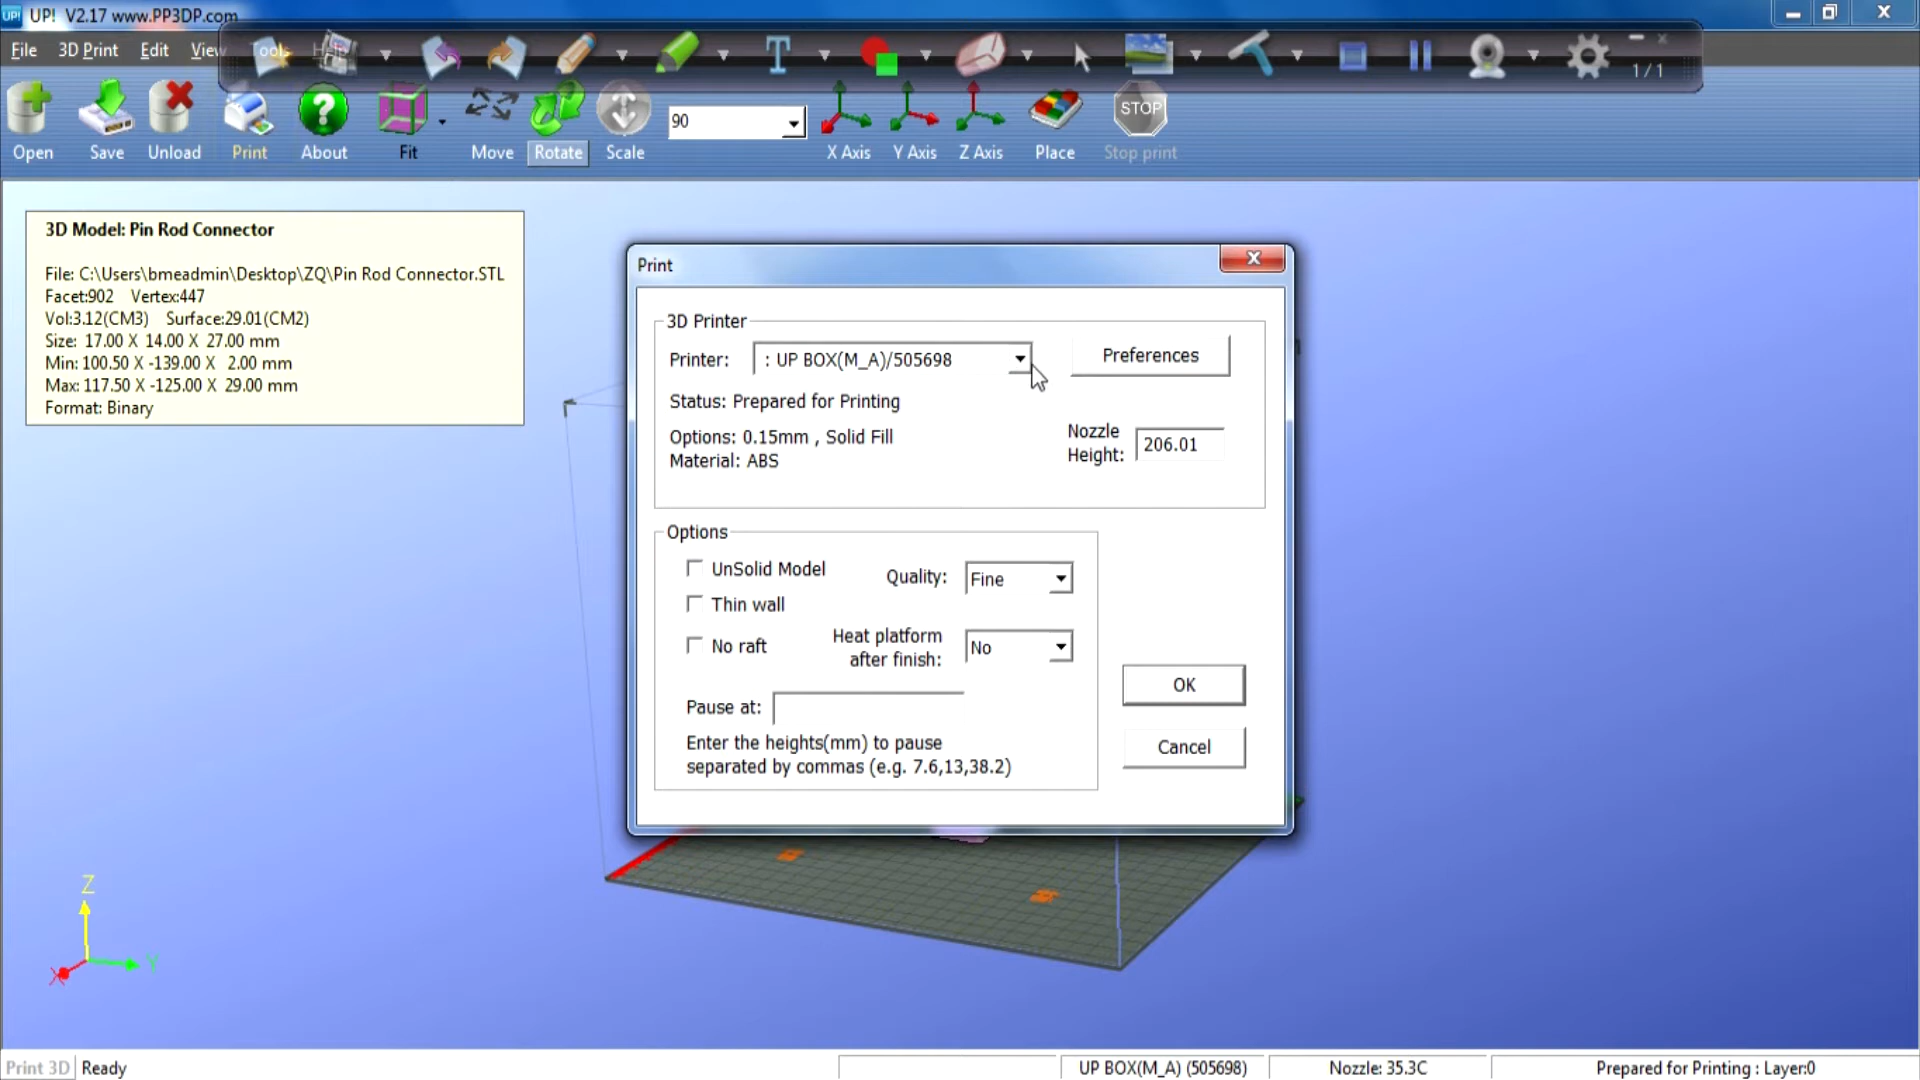 UP! V2.17 www.PP3DP.com
File 3D Print Edit View Tools Help
1 / 1
Open Save Unload Print About Fit Move Rotate Scale 90 X Axis Y Axis Z Axis Place STOP Stop print
3D Model: Pin Rod Connector
File: C:\Users\bmeadmin\Desktop\ZQ\Pin Rod Connector.STL
Facet:902 Vertex:447
Vol:3.12(CM3) Surface:29.01(CM2)
Size: 17.00 X 14.00 X 27.00 mm
Min: 100.50 X -139.00 X 2.00 mm
Max: 117.50 X -125.00 X 29.00 mm
Format: Binary
Print
3D Printer
Printer: : UP BOX(M_A)/505698 Preferences
Status: Prepared for Printing
Options: 0.15mm , Solid Fill
Material: ABS
Nozzle
Height: 206.01
Options
UnSolid Model Quality: Fine
Thin wall
No raft Heat platform
after finish: No
Pause at:
Enter the heights(mm) to pause
separated by commas (e.g. 7.6,13,38.2)
OK
Cancel
Z
X
Y
Print 3D Ready UP BOX(M_A) (505698) Nozzle: 35.3C Prepared for Printing : Layer:0